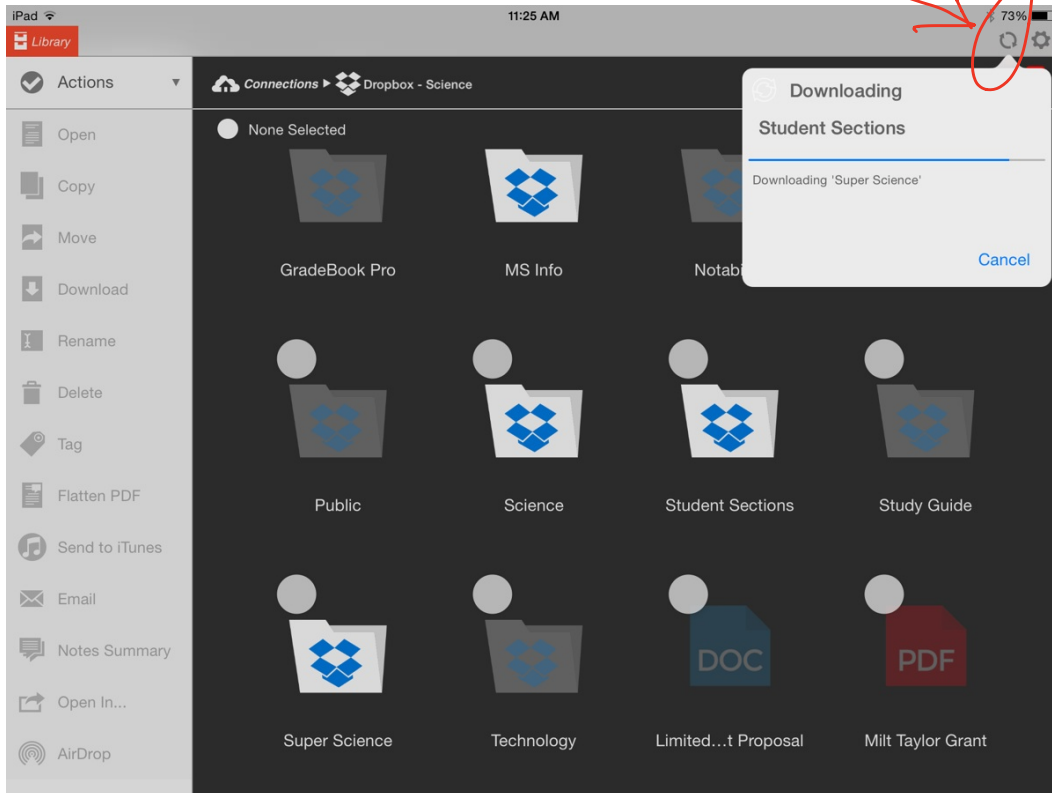 iPad 11:25 AM 73%
Library
Actions ▼ Connections ▶ Dropbox - Science
Downloading
Student Sections
Downloading 'Super Science'
Cancel
None Selected
Open
Copy
Move
Download
Rename
Delete
Tag
Flatten PDF
Send to iTunes
Email
Notes Summary
Open In...
AirDrop
GradeBook Pro MS Info
Public Science Student Sections Study Guide
DOC PDF
Super Science Technology Limited...t Proposal Milt Taylor Grant